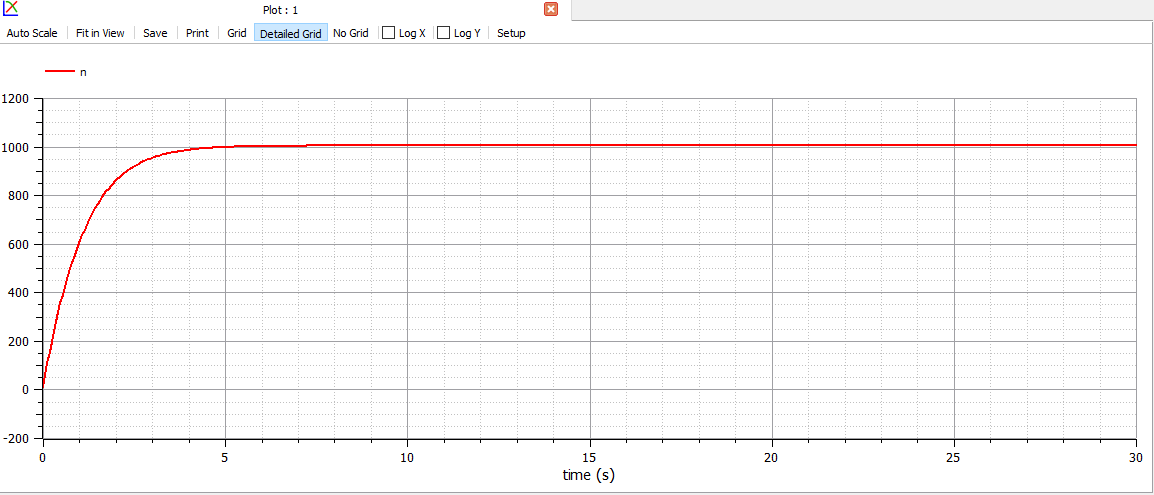 Plot : 1
Auto Scale Fit in View Save Print Grid Detailed Grid No Grid Log X Log Y Setup
n
1200
1000
800
600
400
200
0
-200
0 5 10 15 20 25 30
time (s)